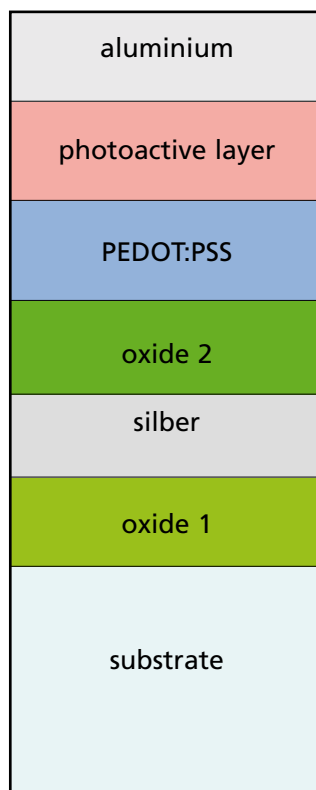 aluminium
photoactive layer
PEDOT:PSS
oxide 2
silber
oxide 1
substrate